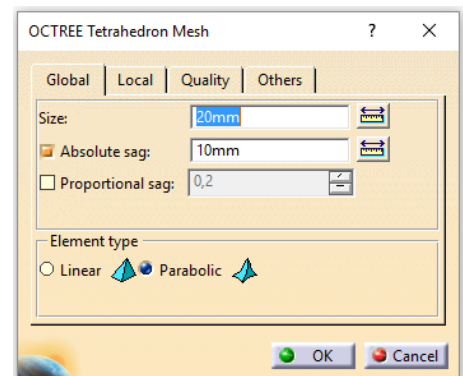 OCTREE Tetrahedron Mesh ? ×
Global Local Quality Others
Size: 20mm
Absolute sag: 10mm
Proportional sag: 0,2
Element type
Linear Parabolic
OK Cancel